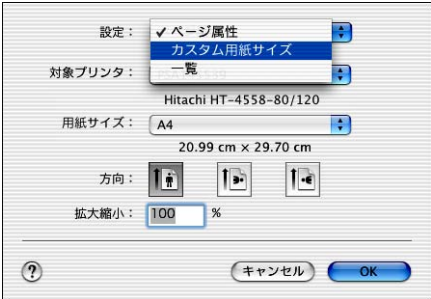 設定：
✓ページ属性
カスタム用紙サイズ
一覧
対象プリンタ：
Hitachi HT-4558-80/120
用紙サイズ： A4
20.99 cm × 29.70 cm
方向：
拡大縮小： 100 %
? キャンセル OK